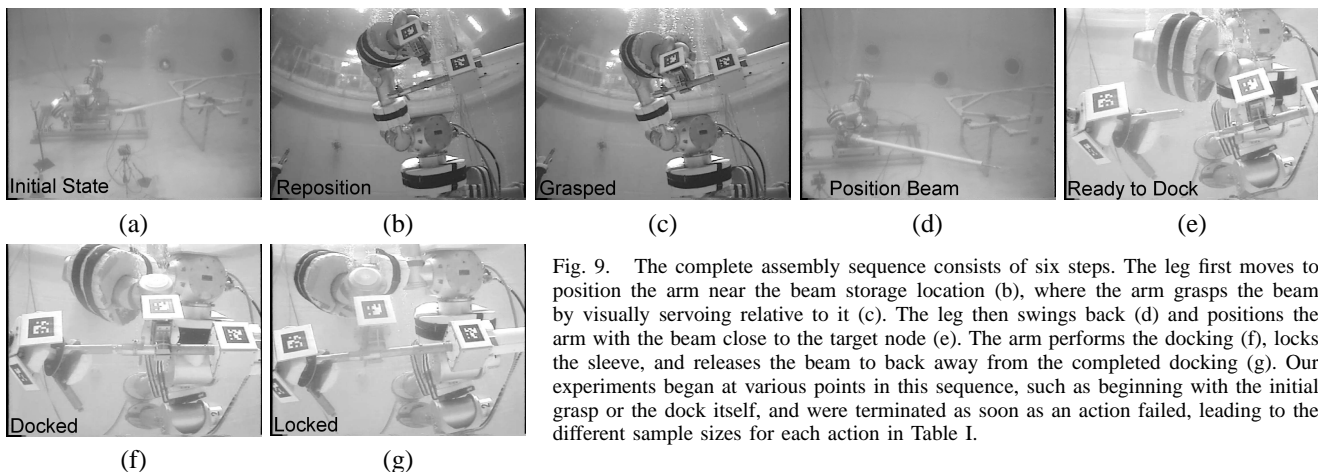 Initial State
Reposition
Grasped
Position Beam
Ready to Dock
(a)
(b)
(c)
(d)
(e)
Docked
Locked
(f)
(g)
Fig. 9. The complete assembly sequence consists of six steps. The leg first moves to
position the arm near the beam storage location (b), where the arm grasps the beam
by visually servoing relative to it (c). The leg then swings back (d) and positions the
arm with the beam close to the target node (e). The arm performs the docking (f), locks
the sleeve, and releases the beam to back away from the completed docking (g). Our
experiments began at various points in this sequence, such as beginning with the initial
grasp or the dock itself, and were terminated as soon as an action failed, leading to the
different sample sizes for each action in Table I.